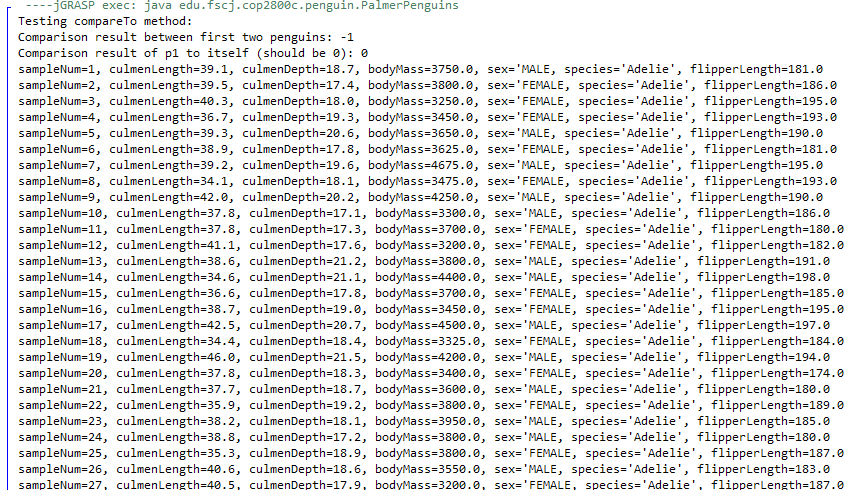 ----jGRASP exec: java edu.fscj.cop2800c.penguin.PalmerPenguins
Testing compareTo method:
Comparison result between first two penguins: -1
Comparison result of p1 to itself (should be 0): 0
sampleNum=1, culmenLength=39.1, culmenDepth=18.7, bodyMass=3750.0, sex='MALE, species='Adelie', flipperLength=181.0
sampleNum=2, culmenLength=39.5, culmenDepth=17.4, bodyMass=3800.0, sex='FEMALE, species='Adelie', flipperLength=186.0
sampleNum=3, culmenLength=40.3, culmenDepth=18.0, bodyMass=3250.0, sex='FEMALE, species='Adelie', flipperLength=195.0
sampleNum=4, culmenLength=36.7, culmenDepth=19.3, bodyMass=3450.0, sex='FEMALE, species='Adelie', flipperLength=193.0
sampleNum=5, culmenLength=39.3, culmenDepth=20.6, bodyMass=3650.0, sex='MALE, species='Adelie', flipperLength=190.0
sampleNum=6, culmenLength=38.9, culmenDepth=17.8, bodyMass=3625.0, sex='FEMALE, species='Adelie', flipperLength=181.0
sampleNum=7, culmenLength=39.2, culmenDepth=19.6, bodyMass=4675.0, sex='MALE, species='Adelie', flipperLength=195.0
sampleNum=8, culmenLength=34.1, culmenDepth=18.1, bodyMass=3475.0, sex='FEMALE, species='Adelie', flipperLength=193.0
sampleNum=9, culmenLength=42.0, culmenDepth=20.2, bodyMass=4250.0, sex='MALE, species='Adelie', flipperLength=190.0
sampleNum=10, culmenLength=37.8, culmenDepth=17.1, bodyMass=3300.0, sex='MALE, species='Adelie', flipperLength=186.0
sampleNum=11, culmenLength=37.8, culmenDepth=17.3, bodyMass=3700.0, sex='FEMALE, species='Adelie', flipperLength=180.0
sampleNum=12, culmenLength=41.1, culmenDepth=17.6, bodyMass=3200.0, sex='FEMALE, species='Adelie', flipperLength=182.0
sampleNum=13, culmenLength=38.6, culmenDepth=21.2, bodyMass=3800.0, sex='MALE, species='Adelie', flipperLength=191.0
sampleNum=14, culmenLength=34.6, culmenDepth=21.1, bodyMass=4400.0, sex='MALE, species='Adelie', flipperLength=198.0
sampleNum=15, culmenLength=36.6, culmenDepth=17.8, bodyMass=3700.0, sex='FEMALE, species='Adelie', flipperLength=185.0
sampleNum=16, culmenLength=38.7, culmenDepth=19.0, bodyMass=3450.0, sex='FEMALE, species='Adelie', flipperLength=195.0
sampleNum=17, culmenLength=42.5, culmenDepth=20.7, bodyMass=4500.0, sex='MALE, species='Adelie', flipperLength=197.0
sampleNum=18, culmenLength=34.4, culmenDepth=18.4, bodyMass=3325.0, sex='FEMALE, species='Adelie', flipperLength=184.0
sampleNum=19, culmenLength=46.0, culmenDepth=21.5, bodyMass=4200.0, sex='MALE, species='Adelie', flipperLength=194.0
sampleNum=20, culmenLength=37.8, culmenDepth=18.3, bodyMass=3400.0, sex='MALE, species='Adelie', flipperLength=174.0
sampleNum=21, culmenLength=37.7, culmenDepth=18.7, bodyMass=3600.0, sex='MALE, species='Adelie', flipperLength=180.0
sampleNum=22, culmenLength=35.9, culmenDepth=19.2, bodyMass=3800.0, sex='FEMALE, species='Adelie', flipperLength=189.0
sampleNum=23, culmenLength=38.2, culmenDepth=18.1, bodyMass=3950.0, sex='MALE, species='Adelie', flipperLength=185.0
sampleNum=24, culmenLength=38.8, culmenDepth=17.2, bodyMass=3800.0, sex='MALE, species='Adelie', flipperLength=180.0
sampleNum=25, culmenLength=35.3, culmenDepth=18.9, bodyMass=3800.0, sex='FEMALE, species='Adelie', flipperLength=187.0
sampleNum=26, culmenLength=40.6, culmenDepth=18.6, bodyMass=3550.0, sex='MALE, species='Adelie', flipperLength=183.0
sampleNum=27, culmenLength=40.5, culmenDepth=17.9, bodyMass=3200.0, sex='FEMALE, species='Adelie', flipperLength=187.0